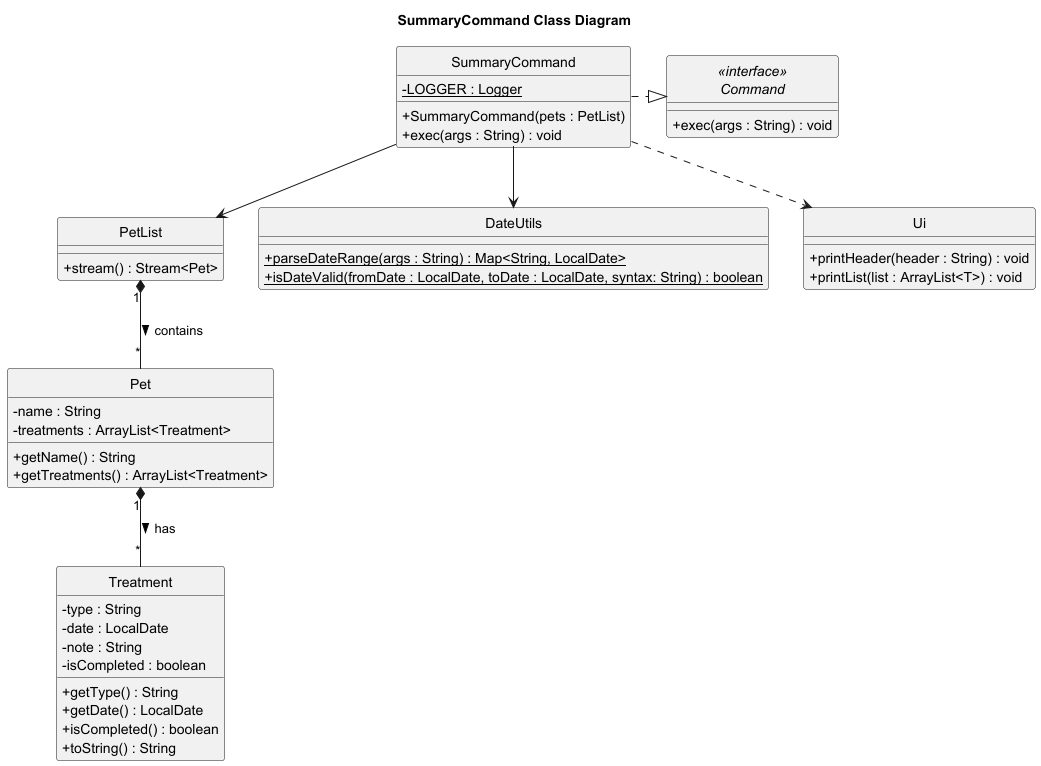 SummaryCommand Class Diagram
SummaryCommand
-LOGGER : Logger
+SummaryCommand(pets : PetList)
+exec(args : String) : void
«interface»
Command
+exec(args : String) : void
PetList
+stream() : Stream<Pet>
DateUtils
+parseDateRange(args : String) : Map<String, LocalDate>
+isDateValid(fromDate : LocalDate, toDate : LocalDate, syntax: String) : boolean
Ui
+printHeader(header : String) : void
+printList(list : ArrayList<T>) : void
1
contains
*
Pet
-name : String
-treatments : ArrayList<Treatment>
+getName() : String
+getTreatments() : ArrayList<Treatment>
1
has
*
Treatment
-type : String
-date : LocalDate
-note : String
-isCompleted : boolean
+getType() : String
+getDate() : LocalDate
+isCompleted() : boolean
+toString() : String